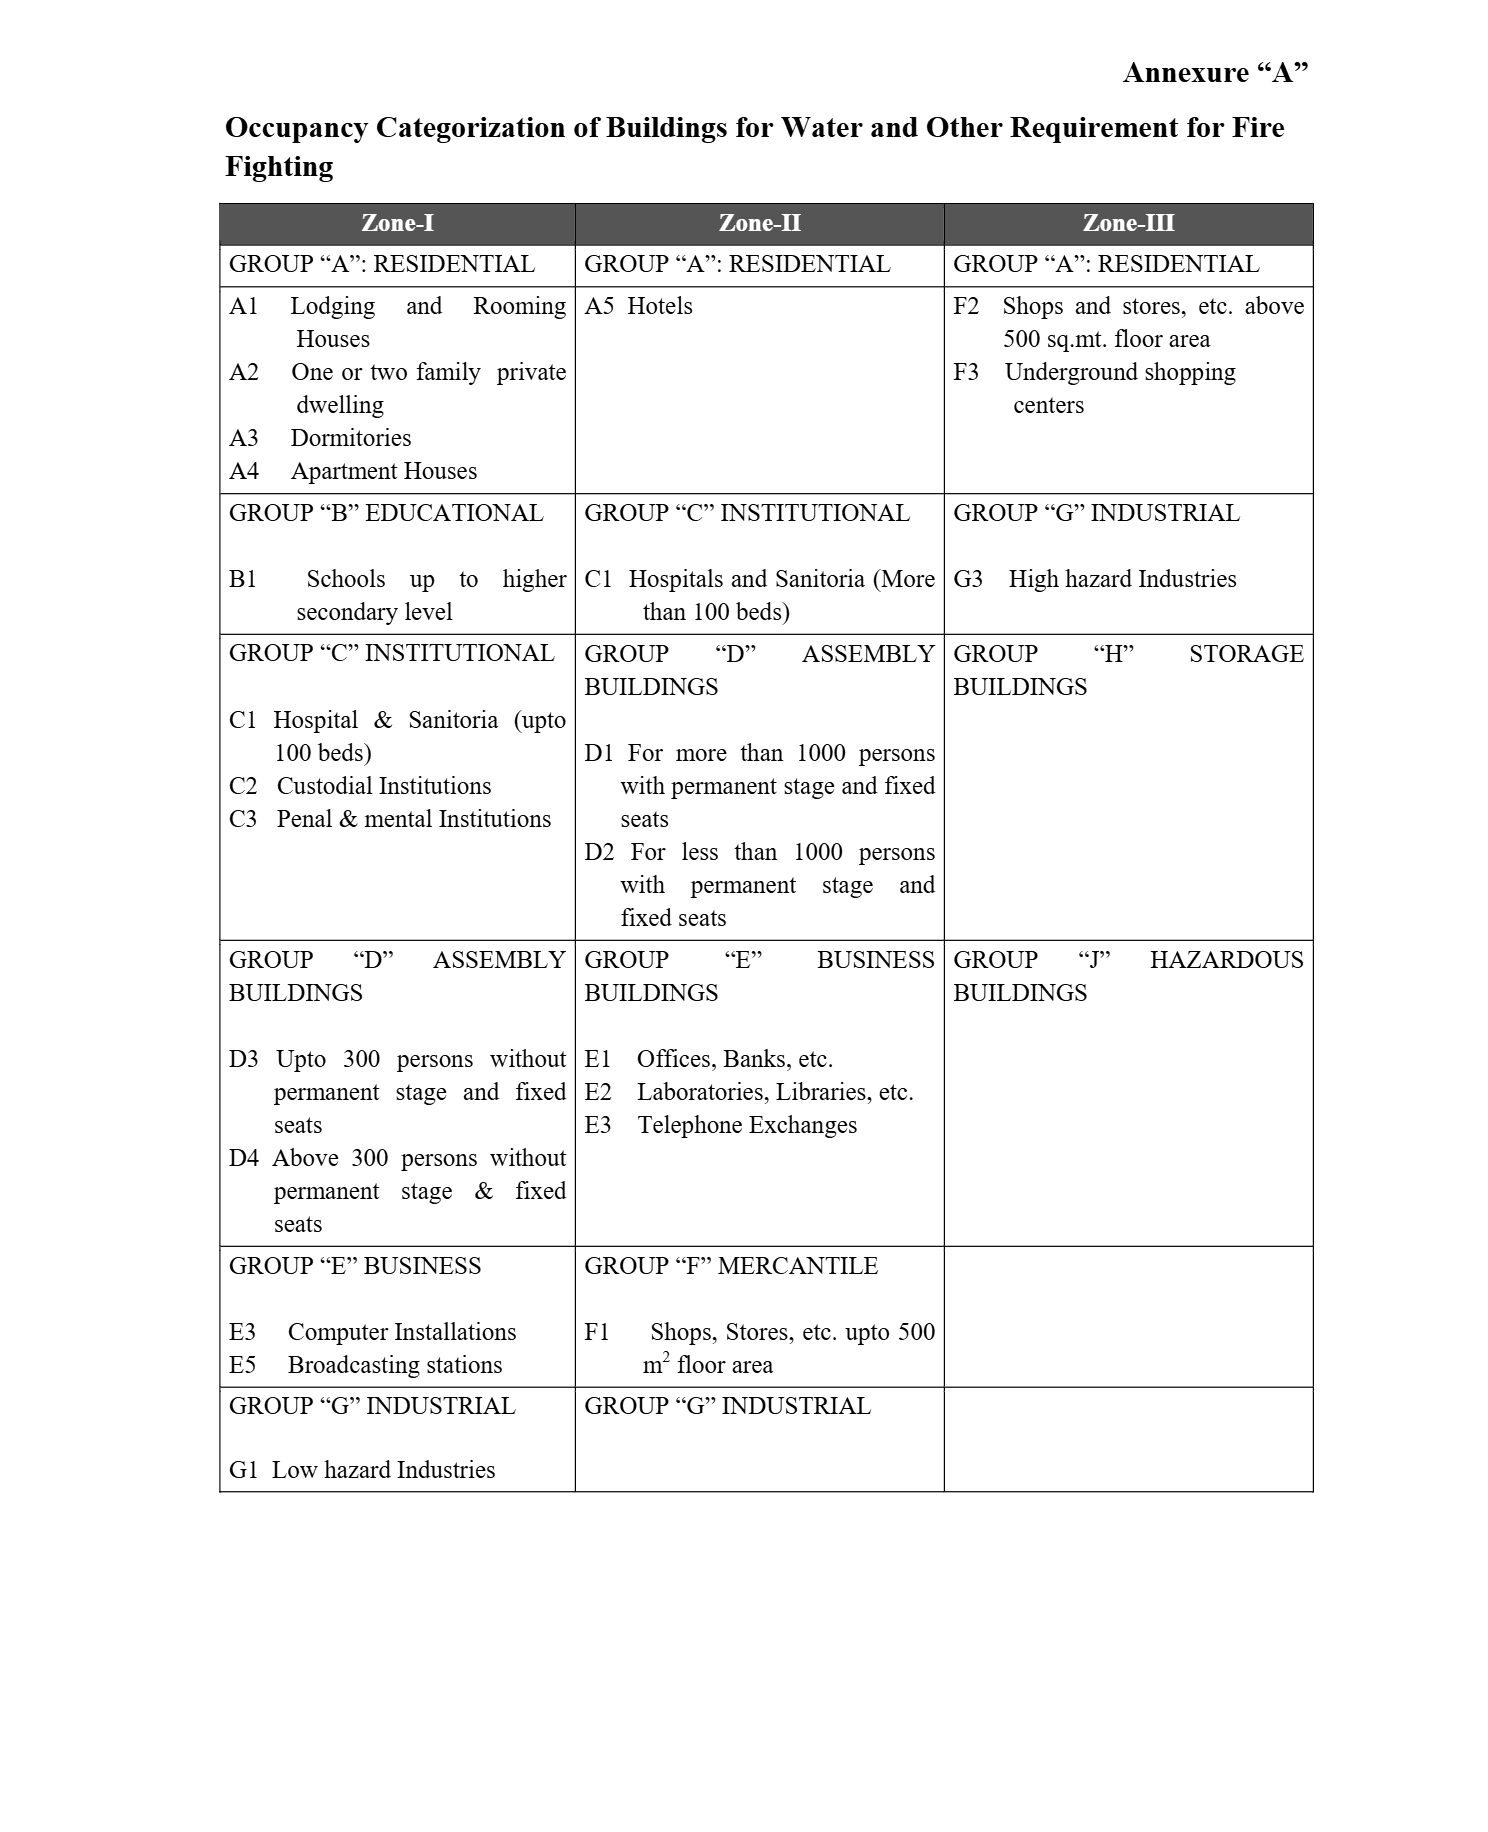 Annexure “A”
Occupancy Categorization of Buildings for Water and Other Requirement for Fire
Fighting
Zone-I
Zone-II
Zone-III
GROUP “A”: RESIDENTIAL
GROUP “A”: RESIDENTIAL
GROUP “A”: RESIDENTIAL
A1 Lodging and Rooming
Houses
A2 One or two family private
dwelling
A3 Dormitories
A4 Apartment Houses
A5 Hotels
F2 Shops and stores, etc. above
500 sq.mt. floor area
F3 Underground shopping
centers
GROUP “B” EDUCATIONAL
B1 Schools up to higher
secondary level
GROUP “C” INSTITUTIONAL
C1 Hospitals and Sanitoria (More
than 100 beds)
GROUP “G” INDUSTRIAL
G3 High hazard Industries
GROUP “C” INSTITUTIONAL
C1 Hospital & Sanitoria (upto
100 beds)
C2 Custodial Institutions
C3 Penal & mental Institutions
GROUP “D” ASSEMBLY
BUILDINGS
D1 For more than 1000 persons
with permanent stage and fixed
seats
D2 For less than 1000 persons
with permanent stage and
fixed seats
GROUP “H” STORAGE
BUILDINGS
GROUP “D” ASSEMBLY
BUILDINGS
D3 Upto 300 persons without
permanent stage and fixed
seats
D4 Above 300 persons without
permanent stage & fixed
seats
GROUP “E” BUSINESS
BUILDINGS
E1 Offices, Banks, etc.
E2 Laboratories, Libraries, etc.
E3 Telephone Exchanges
GROUP “J” HAZARDOUS
BUILDINGS
GROUP “E” BUSINESS
E3 Computer Installations
E5 Broadcasting stations
GROUP “F” MERCANTILE
F1 Shops, Stores, etc. upto 500
m² floor area
GROUP “G” INDUSTRIAL
G1 Low hazard Industries
GROUP “G” INDUSTRIAL